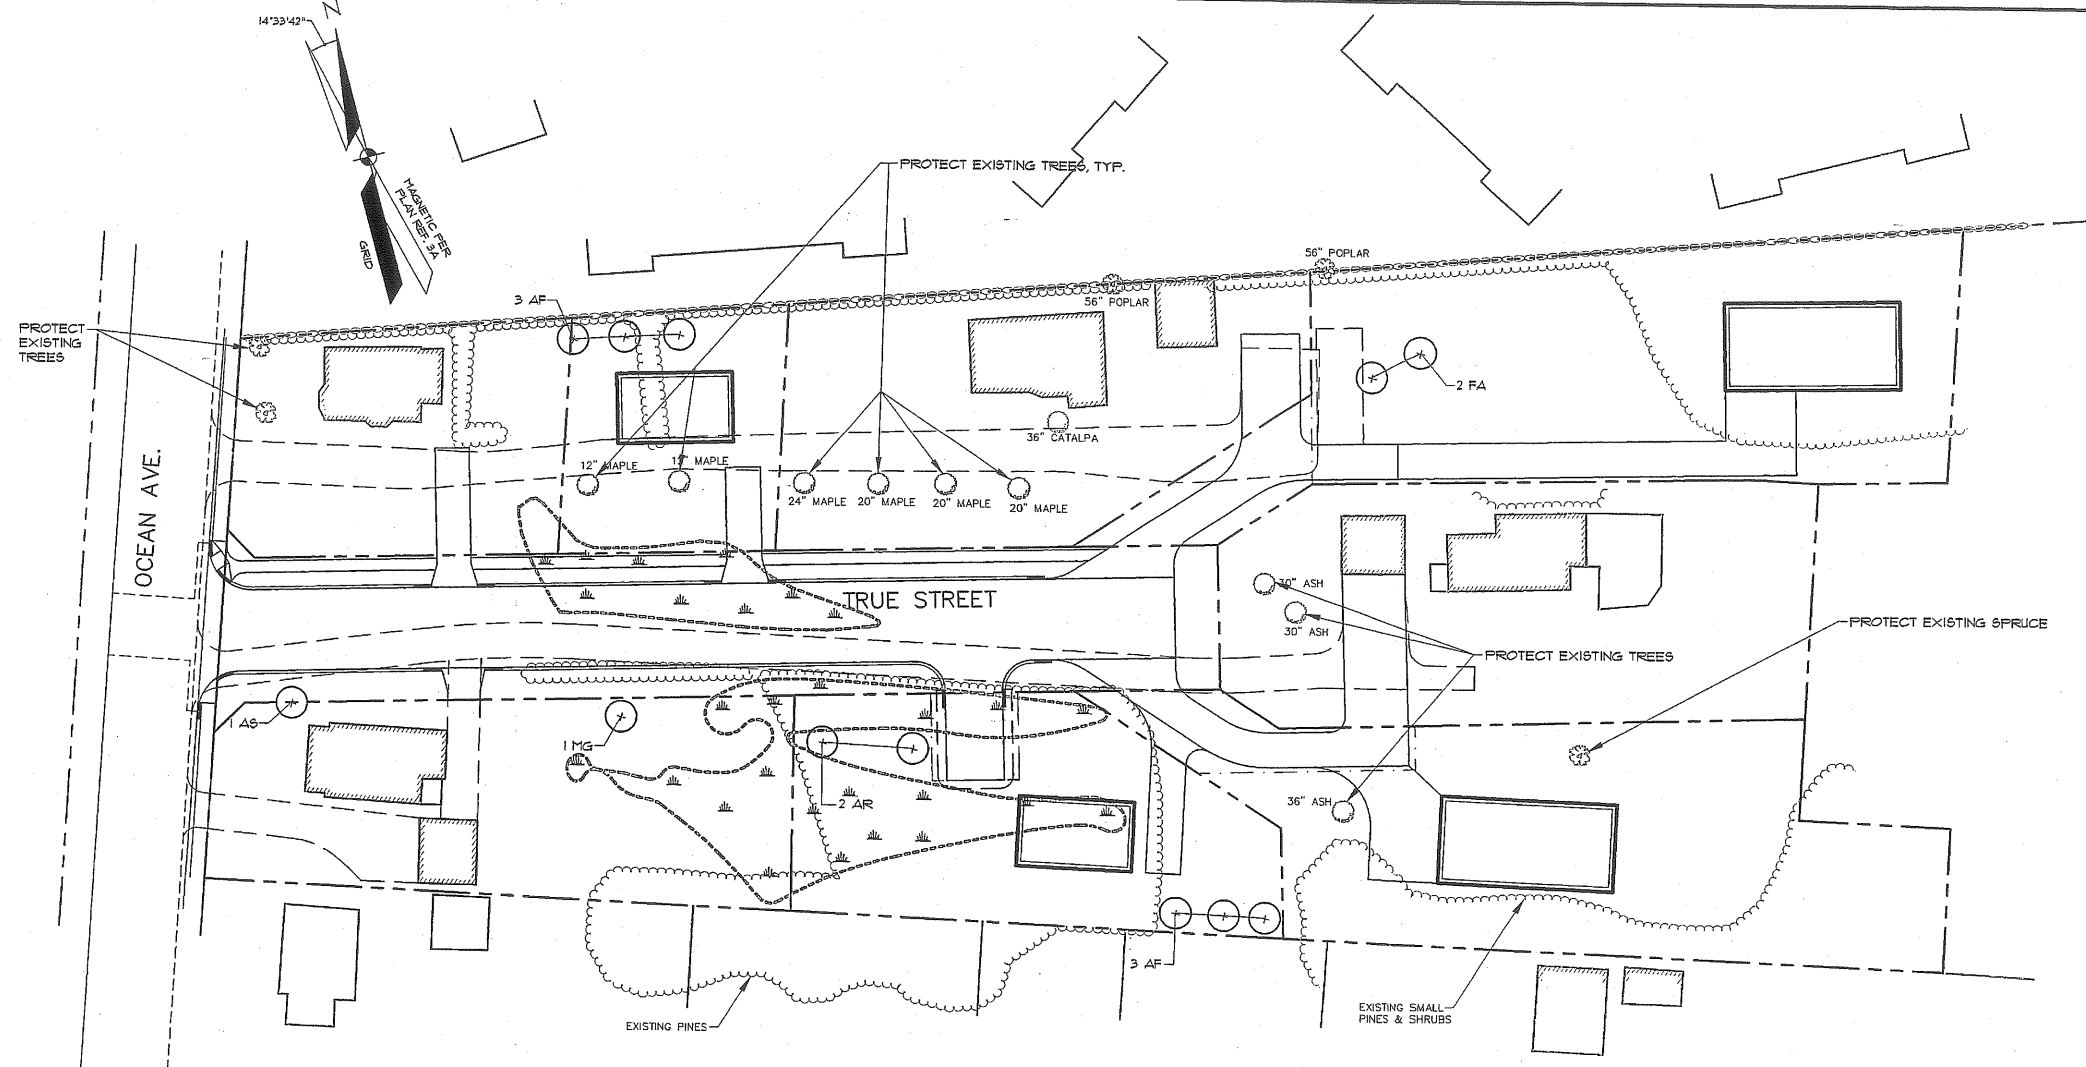 N
14°33'42"
MAGNETIC PER
PLAN REF. 3A
GRID
PROTECT EXISTING TREES, TYP.
56" POPLAR
56" POPLAR
3 AF
PROTECT
EXISTING
TREES
2 FA
36" CATALPA
12" MAPLE
MAPLE
24" MAPLE
20" MAPLE
20" MAPLE
20" MAPLE
OCEAN AVE.
TRUE STREET
30" ASH
30" ASH
PROTECT EXISTING SPRUCE
PROTECT EXISTING TREES
1 AS
1 MG
2 AR
36" ASH
3 AF
EXISTING PINES
EXISTING SMALL
PINES & SHRUBS